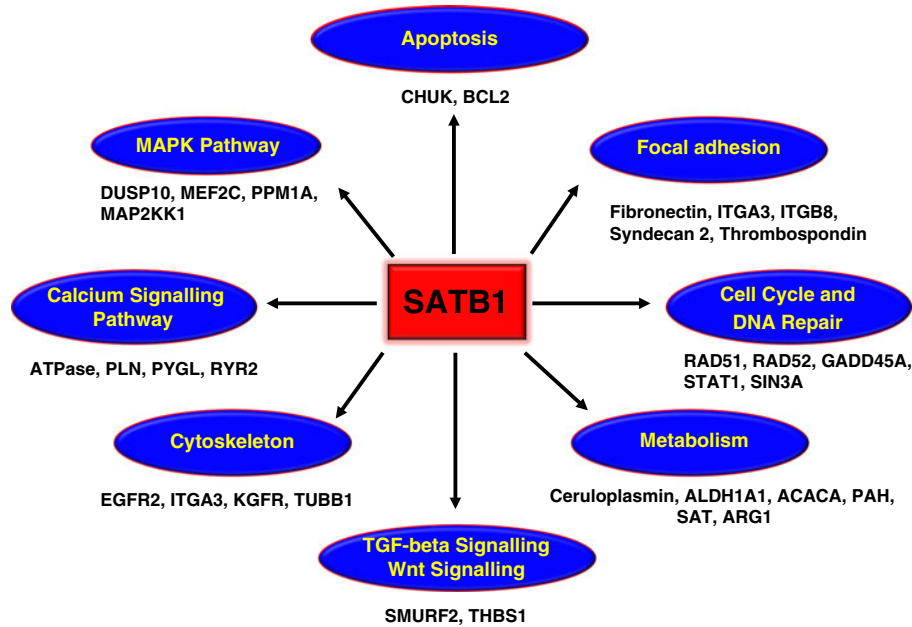 Apoptosis
CHUK, BCL2
MAPK Pathway
DUSP10, MEF2C, PPM1A,
MAP2KK1
Focal adhesion
Fibronectin, ITGA3, ITGB8,
Syndecan 2, Thrombospondin
SATB1
Calcium Signalling
Pathway
ATPase, PLN, PYGL, RYR2
Cell Cycle and
DNA Repair
RAD51, RAD52, GADD45A,
STAT1, SIN3A
Cytoskeleton
EGFR2, ITGA3, KGFR, TUBB1
Metabolism
Ceruloplasmin, ALDH1A1, ACACA, PAH,
SAT, ARG1
TGF-beta Signalling
Wnt Signalling
SMURF2, THBS1